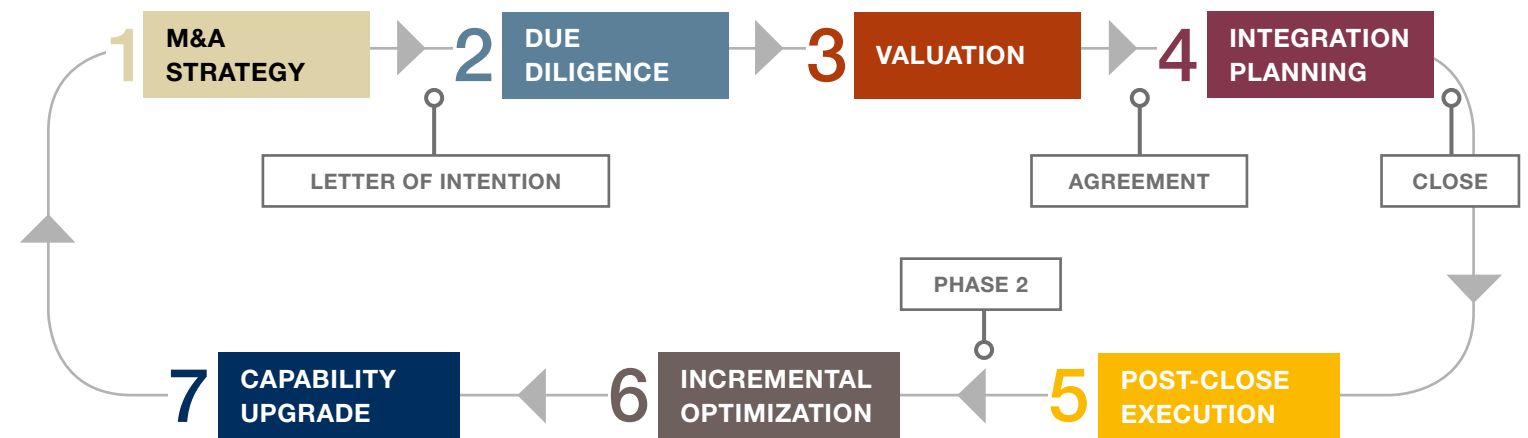 1
M&A
STRATEGY
2
DUE
DILIGENCE
3
VALUATION
4
INTEGRATION
PLANNING
LETTER OF INTENTION
AGREEMENT
CLOSE
PHASE 2
7
CAPABILITY
UPGRADE
6
INCREMENTAL
OPTIMIZATION
5
POST-CLOSE
EXECUTION